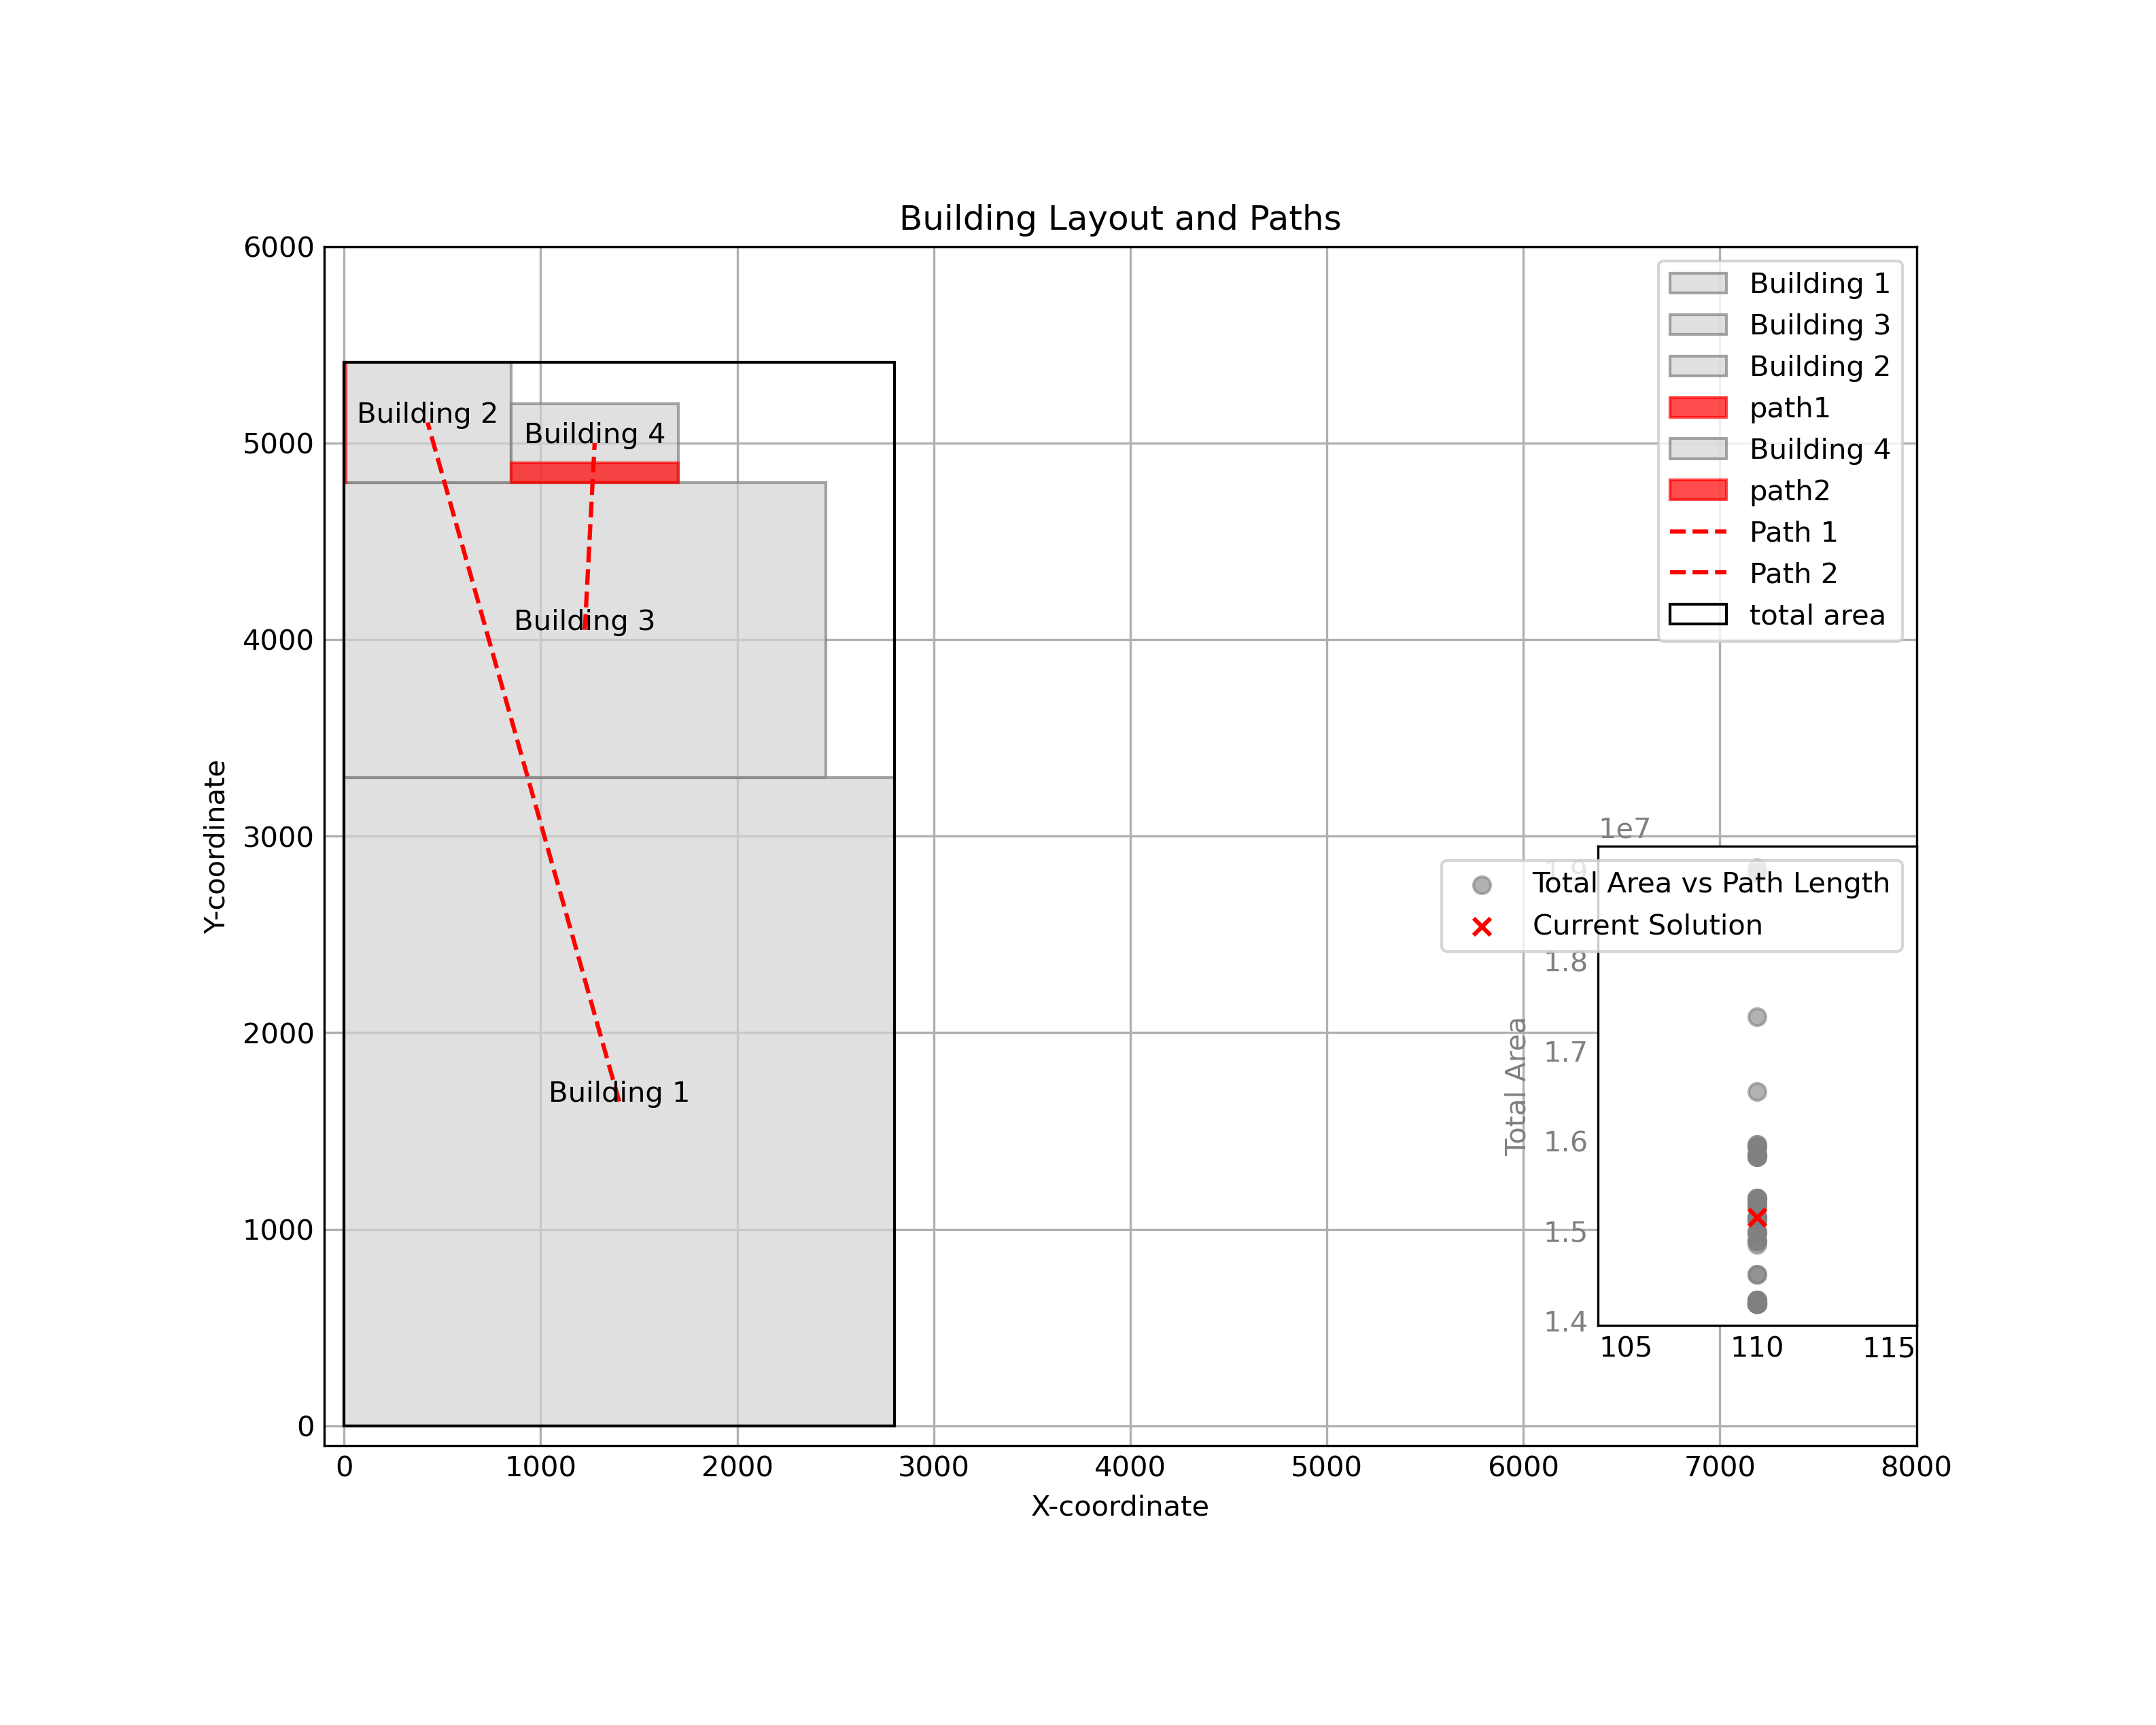 Building Layout and Paths
6000
5000
4000
3000
2000
1000
0
Y-coordinate
0
1000
2000
3000
4000
5000
6000
7000
8000
X-coordinate
Building 2
Building 4
Building 3
Building 1
Building 1
Building 3
Building 2
path1
Building 4
path2
Path 1
Path 2
total area
1e7
1.9
Total Area vs Path Length
Current Solution
1.8
1.7
1.6
1.5
1.4
Total Area
105
110
115